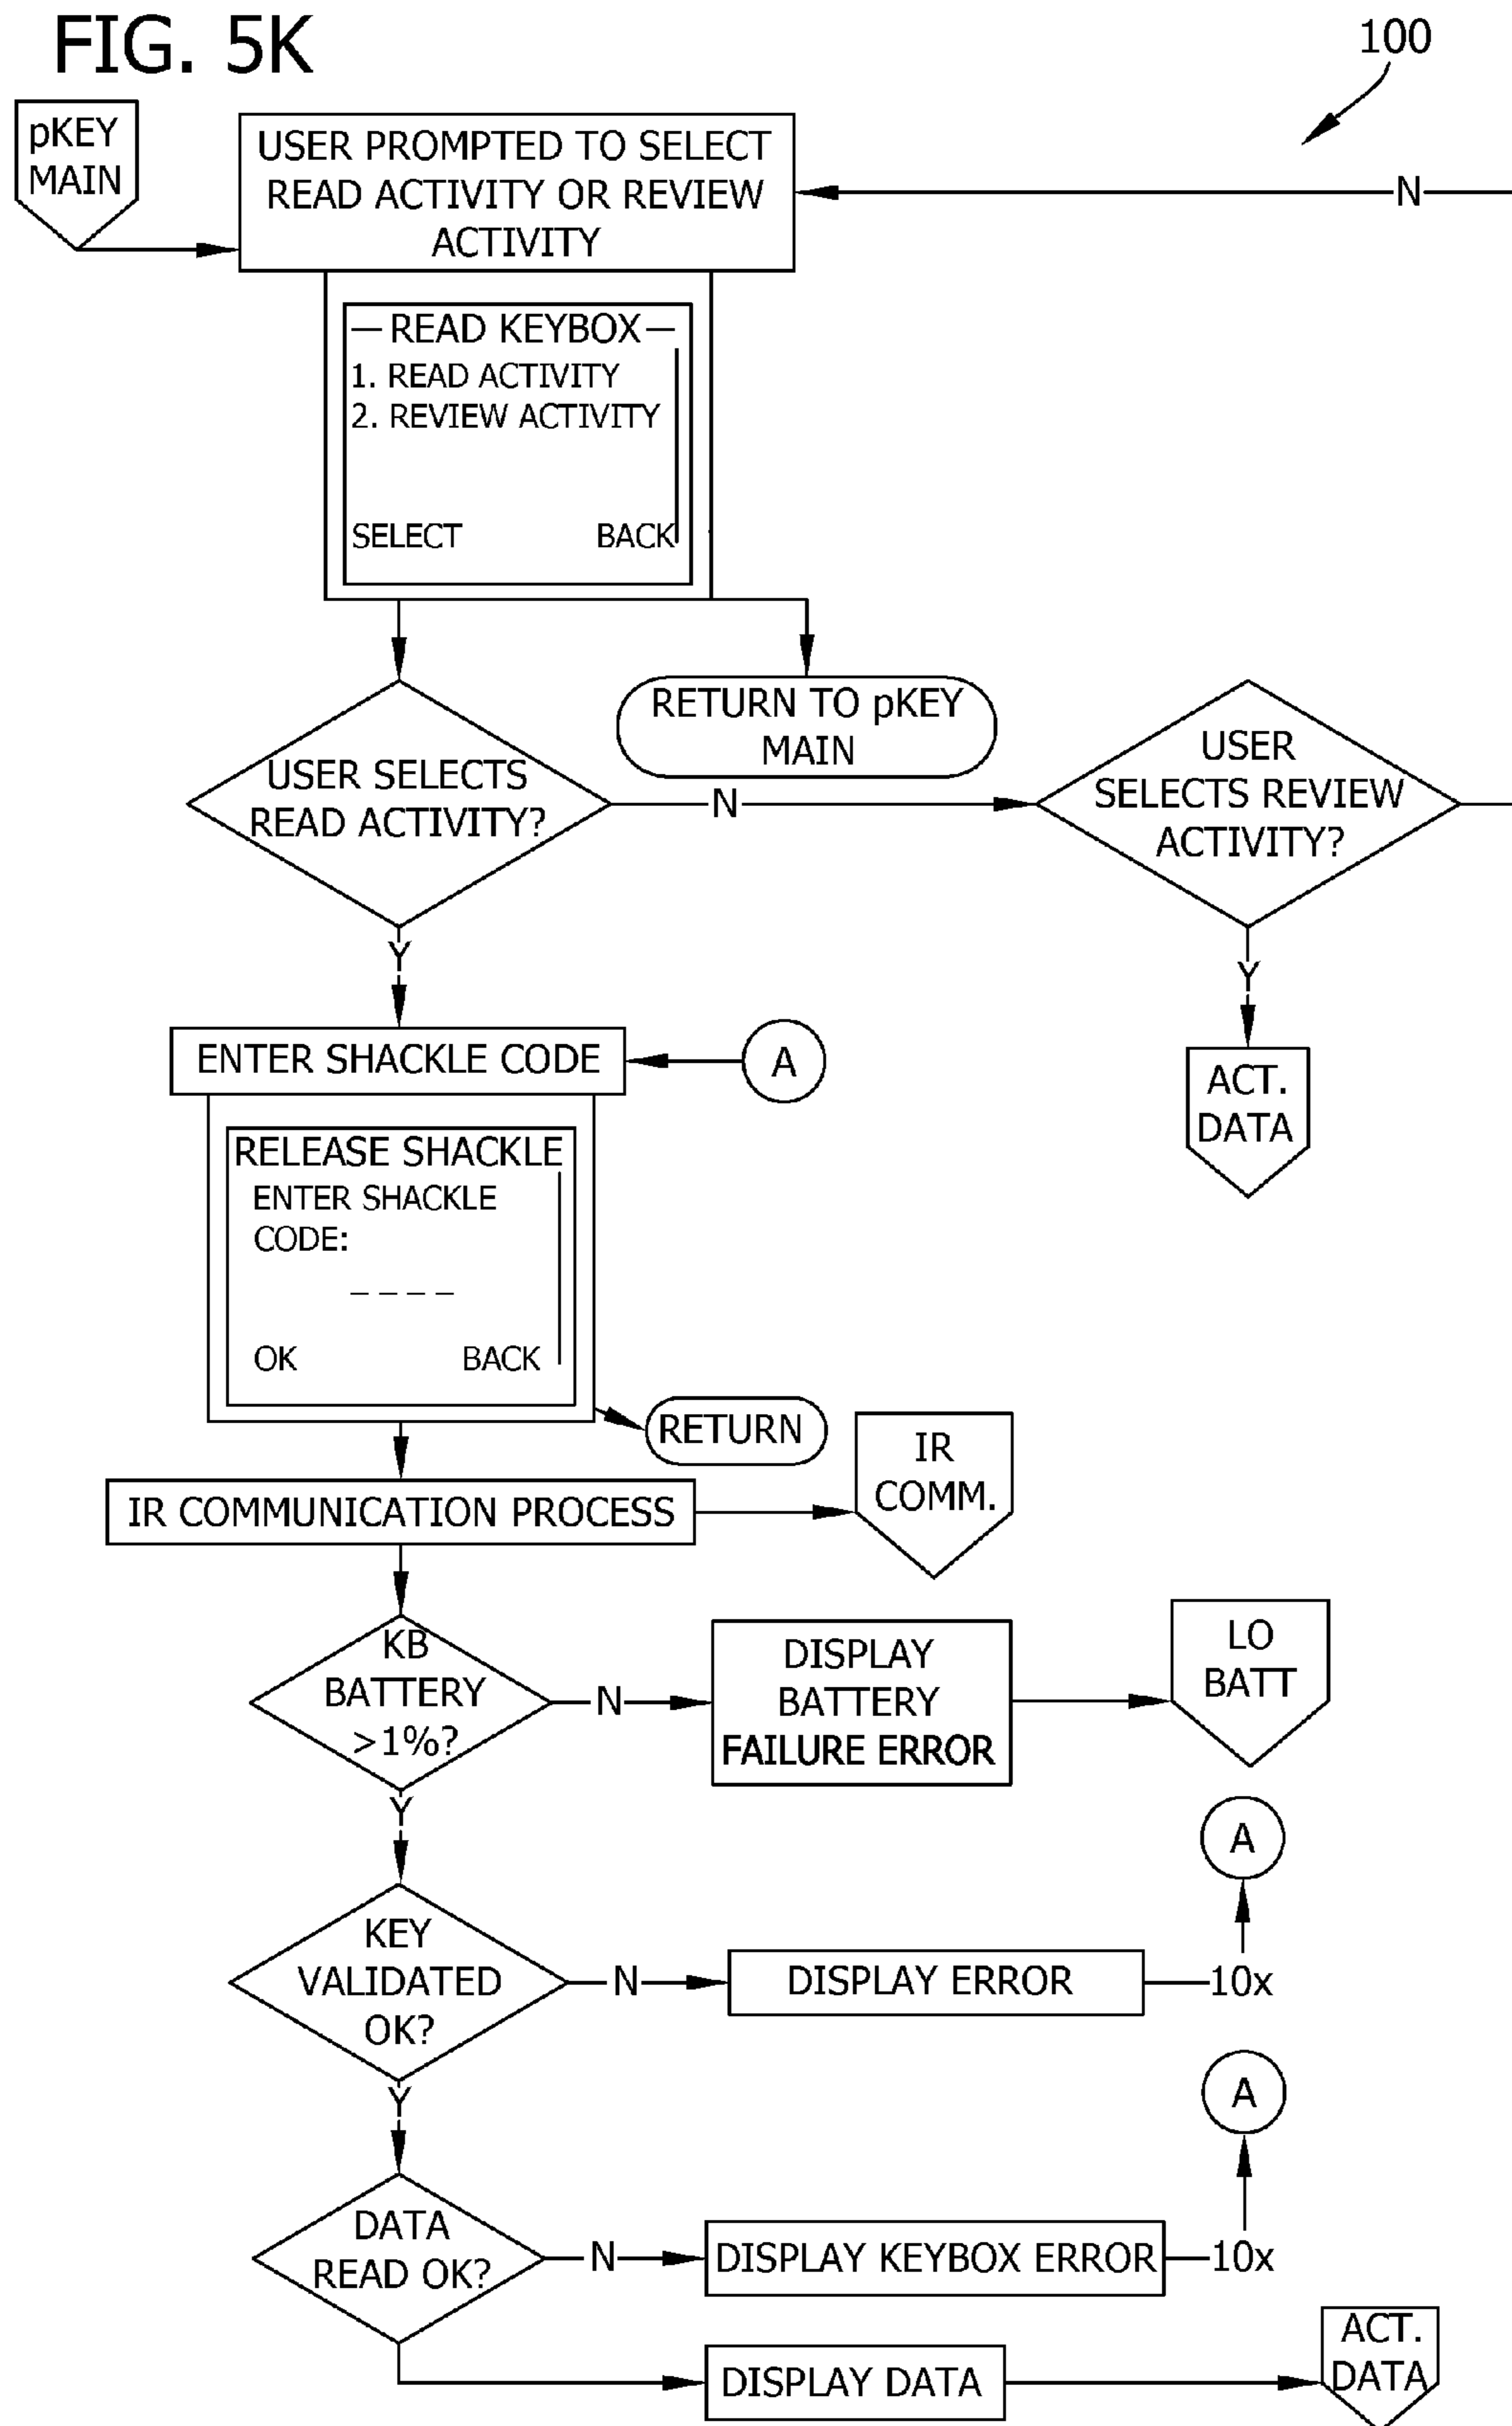 FIG. 5K
100
pKEY
MAIN
USER PROMPTED TO SELECT
READ ACTIVITY OR REVIEW
ACTIVITY
N
— READ KEYBOX —
1. READ ACTIVITY
2. REVIEW ACTIVITY
SELECT BACK
RETURN TO pKEY
MAIN
USER SELECTS
READ ACTIVITY?
N
USER
SELECTS REVIEW
ACTIVITY?
Y
Y
ENTER SHACKLE CODE
A
ACT.
DATA
RELEASE SHACKLE
ENTER SHACKLE
CODE:
_ _ _ _
OK BACK
RETURN
IR
COMM.
IR COMMUNICATION PROCESS
KB
BATTERY
>1%?
N
DISPLAY
BATTERY
FAILURE ERROR
LO
BATT
Y
A
KEY
VALIDATED
OK?
N
DISPLAY ERROR
10x
Y
A
DATA
READ OK?
N
DISPLAY KEYBOX ERROR
10x
DISPLAY DATA
ACT.
DATA